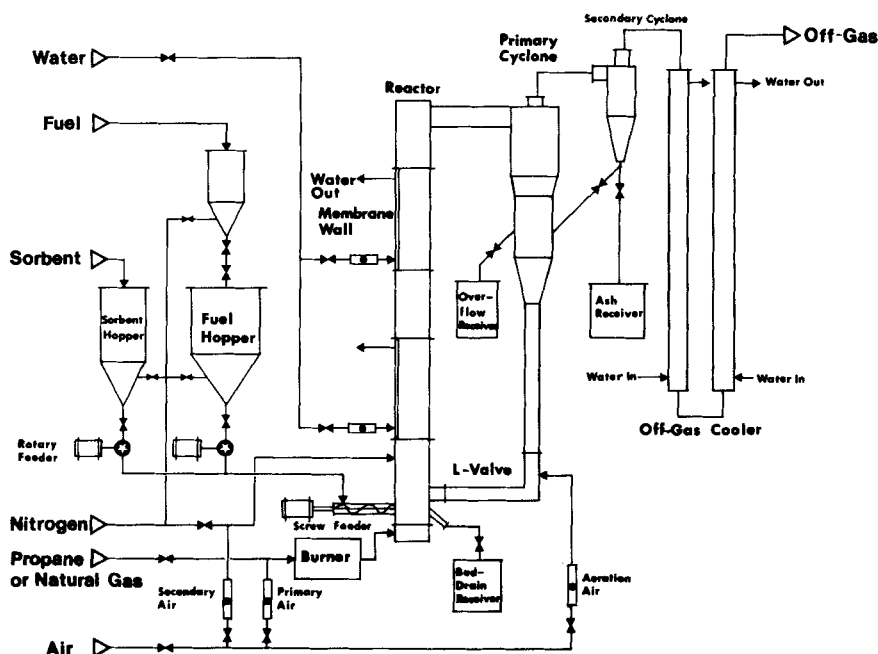 Secondary Cyclone
Off-Gas
Primary
Cyclone
Water
Water Out
Reactor
Fuel
Water
Out
Membrane
Wall
Sorbent
Sorbent
Hopper
Fuel
Hopper
Over-
flow
Receiver
Ash
Receiver
Water In
Water In
Off-Gas Cooler
Rotary
Feeder
L-Valve
Nitrogen
Screw Feeder
Propane
or Natural Gas
Burner
Bed-
Drain
Receiver
Secondary
Air
Primary
Air
Aeration
Air
Air